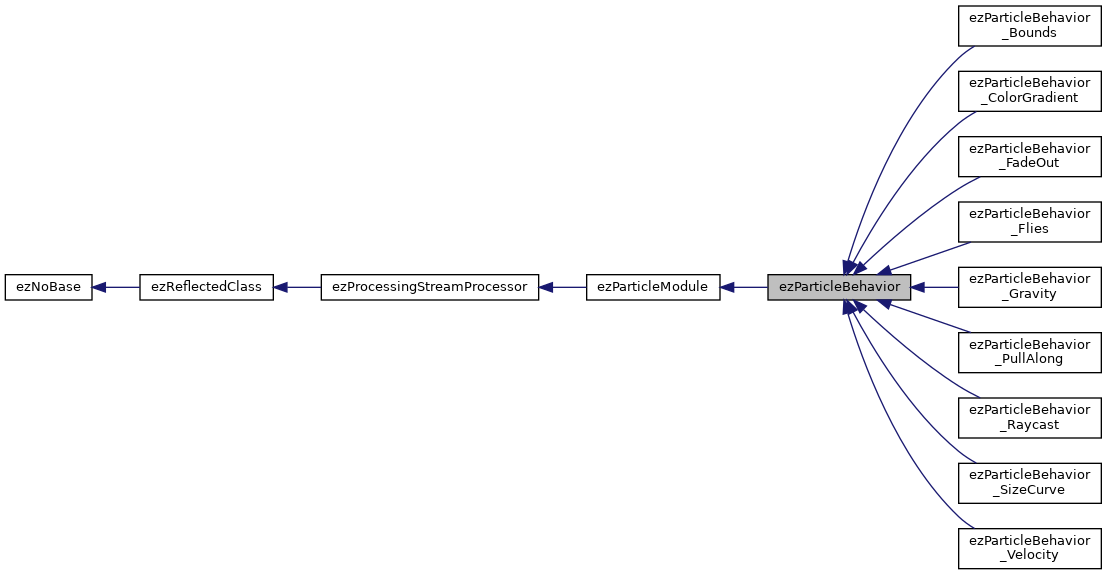 ezParticleBehavior
_Bounds
ezParticleBehavior
_ColorGradient
ezParticleBehavior
_FadeOut
ezParticleBehavior
_Flies
ezNoBase
ezReflectedClass
ezProcessingStreamProcessor
ezParticleModule
ezParticleBehavior
ezParticleBehavior
_Gravity
ezParticleBehavior
_PullAlong
ezParticleBehavior
_Raycast
ezParticleBehavior
_SizeCurve
ezParticleBehavior
_Velocity